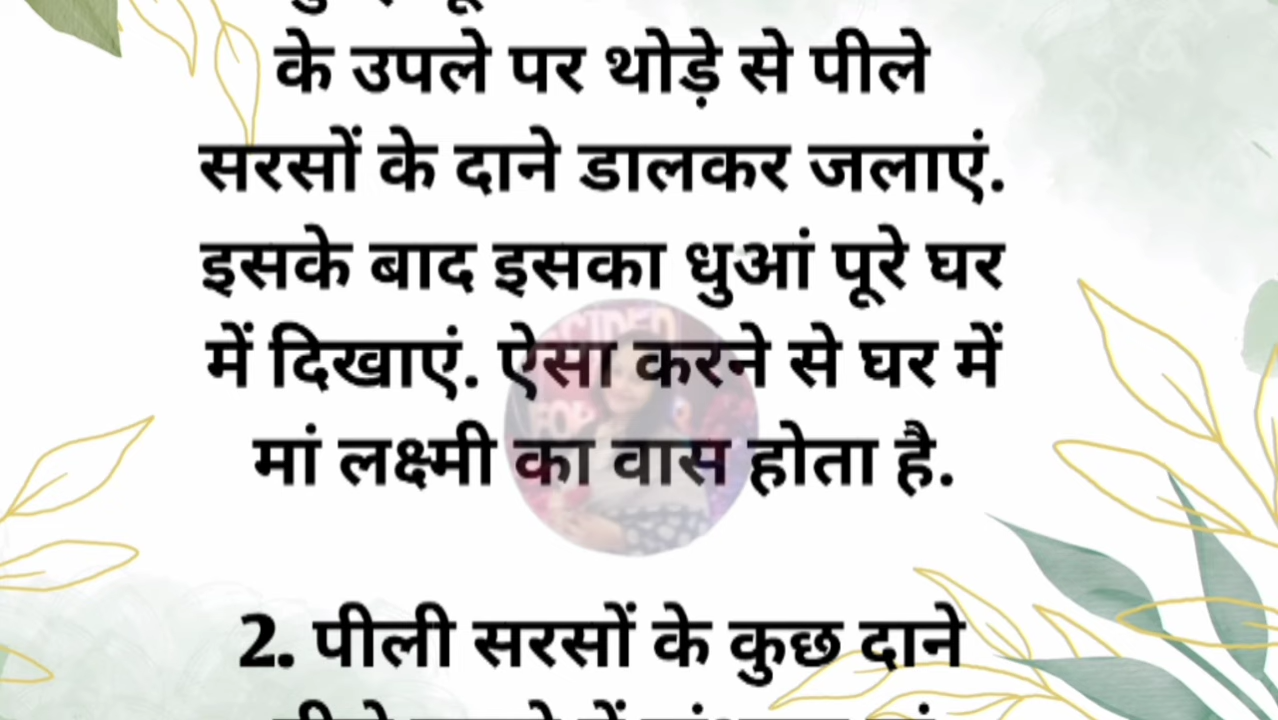 के उपले पर थोड़े से पीले
सरसों के दाने डालकर जलाएं.
इसके बाद इसका धुआं पूरे घर
में दिखाएं. ऐसा करने से घर में
मां लक्ष्मी का वास होता है.
2. पीली सरसों के कुछ दाने